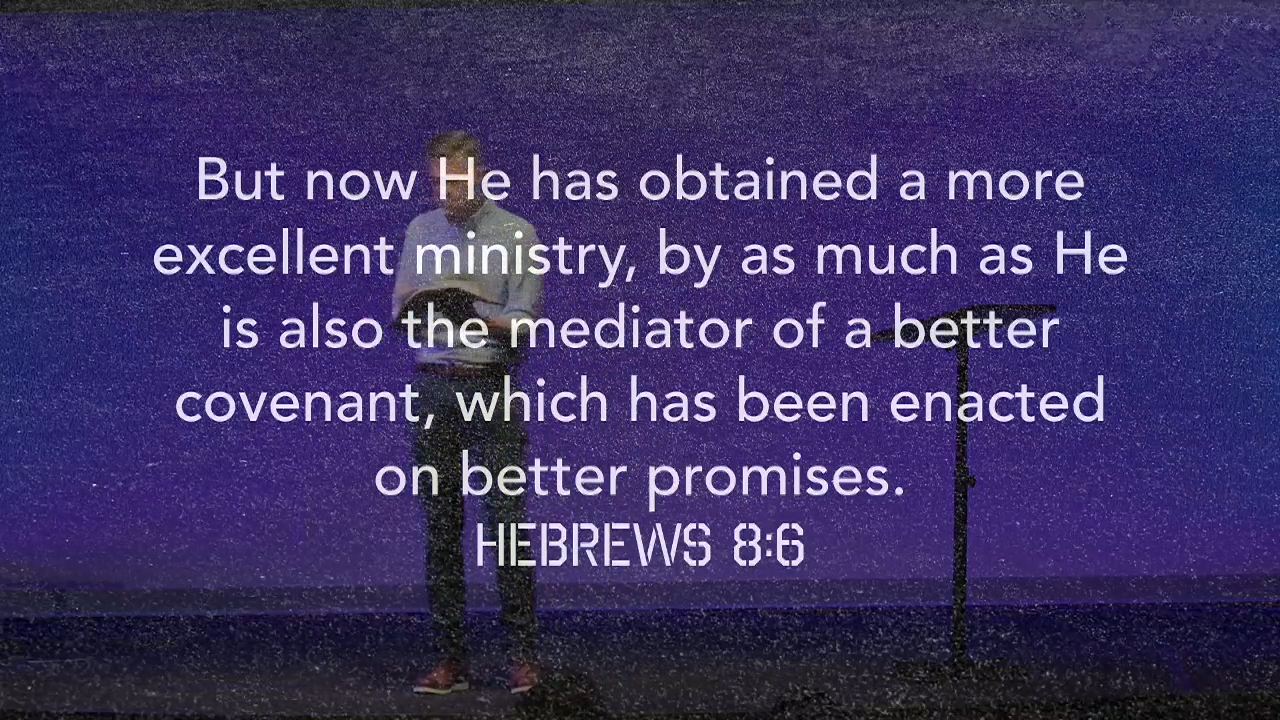 But now He has obtained a more
excellent ministry, by as much as He
is also the mediator of a better
covenant, which has been enacted
on better promises.
HEBREWS 8:6